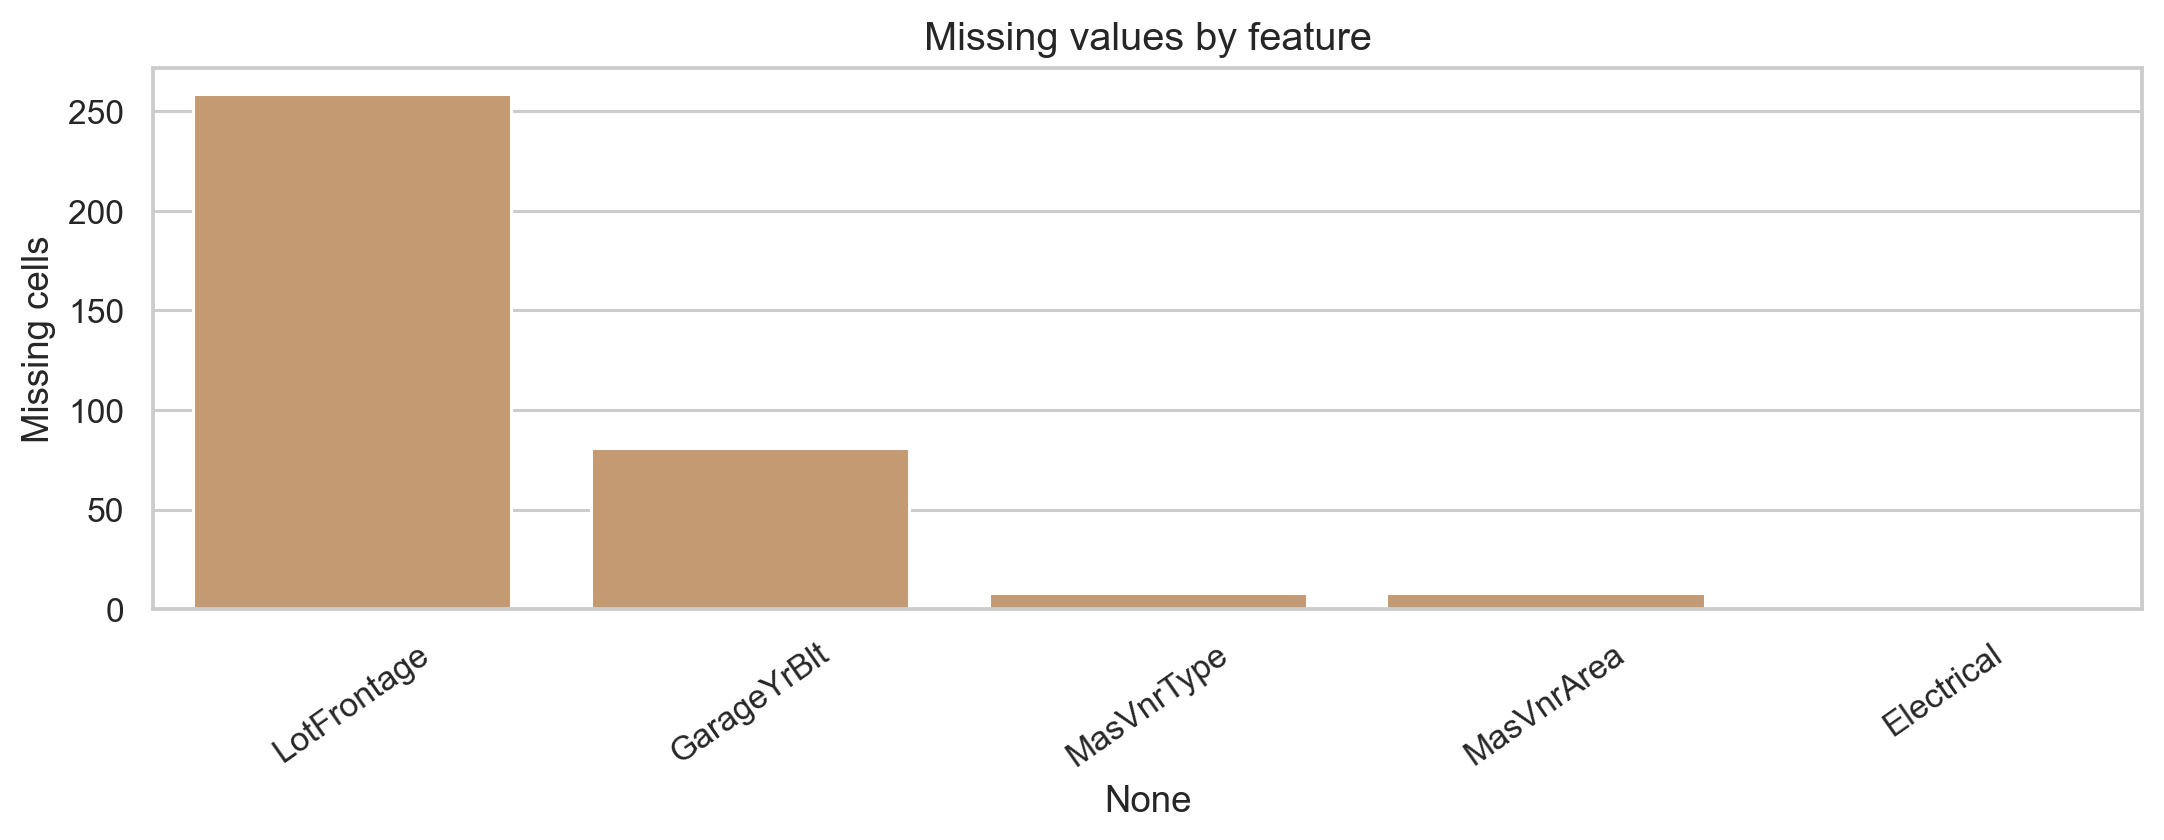 Missing values by feature
Missing cells
250
200
150
100
50
0
LotFrontage
GarageYrBlt
MasVnrType
MasVnrArea
Electrical
None